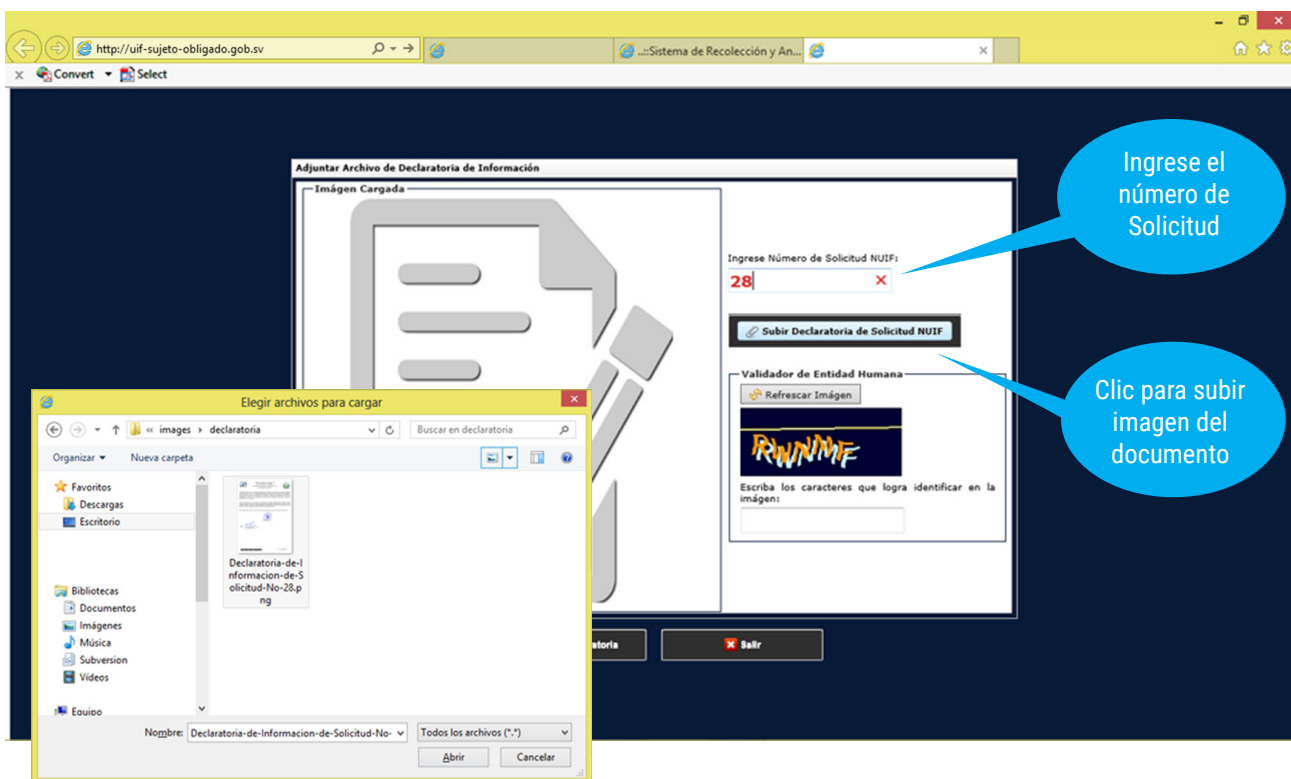 http://uif-sujeto-obligado.gob.sv
...::Sistema de Recolección y An...
Convert
Select
Adjuntar Archivo de Declaratoria de Información
Imágen Cargada
Ingrese el
número de
Solicitud
Ingrese Número de Solicitud NUIF:
28
Subir Declaratoria de Solicitud NUIF
Clic para subir
imagen del
documento
Validador de Entidad Humana
Refrescar Imágen
RWNMF
Escriba los caracteres que logra identificar en la
imágen:
Salir
Elegir archivos para cargar
« images
declaratoria
Buscar en declaratoria
Organizar
Nueva carpeta
Favoritos
Descargas
Escritorio
Declaratoria-de-I
nformacion-de-S
olicitud-No-28.p
ng
Bibliotecas
Documentos
Imágenes
Música
Subversion
Vídeos
Equipo
Nombre:
Declaratoria-de-Informacion-de-Solicitud-No-
Todos los archivos (*.*)
Abrir
Cancelar